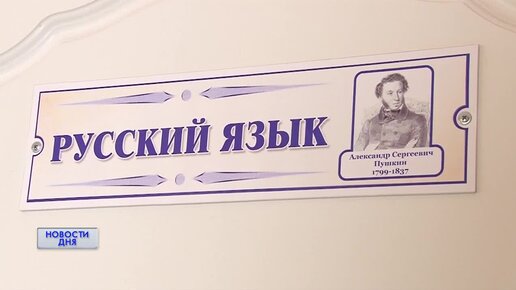 РУССКИЙ ЯЗЫК
Александр Сергеевич
Пушкин
1799-1837
НОВОСТИ
ДНЯ